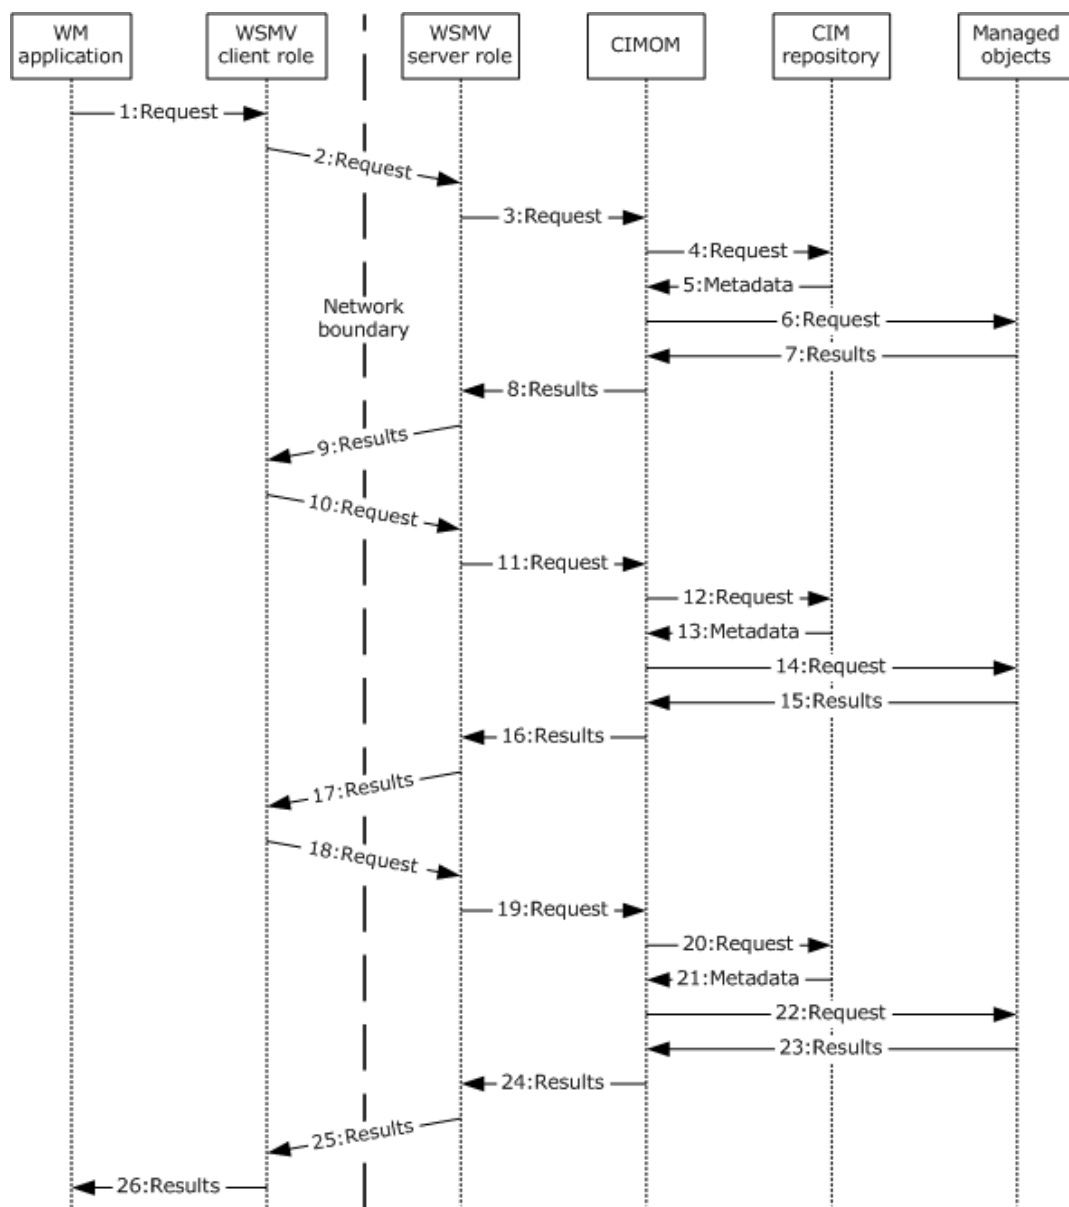 WM
application
WSMV
client role
WSMV
server role
CIMOM
CIM
repository
Managed
objects
1:Request
2:Request
3:Request
4:Request
5:Metadata
Network
boundary
6:Request
7:Results
8:Results
9:Results
10:Request
11:Request
12:Request
13:Metadata
14:Request
15:Results
16:Results
17:Results
18:Request
19:Request
20:Request
21:Metadata
22:Request
23:Results
24:Results
25:Results
26:Results